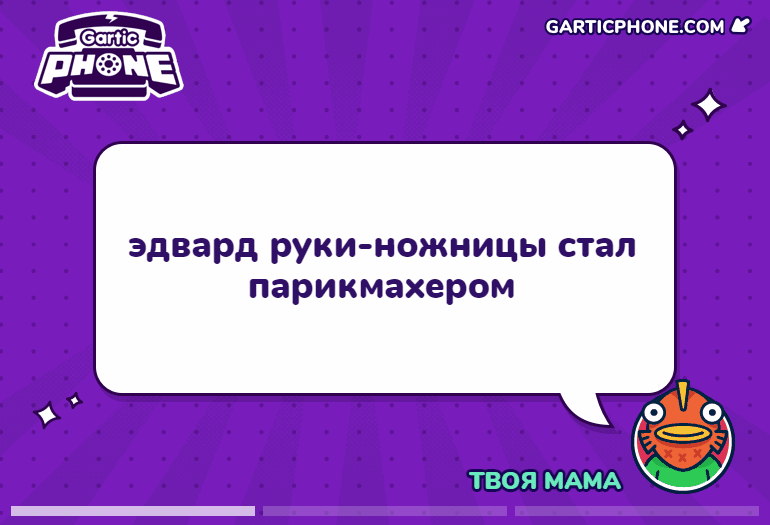 Gartic
PHONE
GARTICPHONE.COM
эдвард руки-ножницы стал
парикмахером
ТВОЯ МАМА